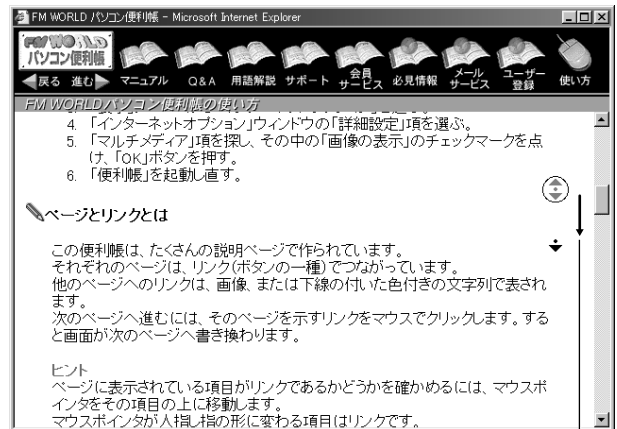 FM WORLD パソコン便利帳 - Microsoft Internet Explorer
FM WORLD
パソコン便利帳
戻る 進む マニュアル Q&A 用語解説 サポート 会員サービス 必見情報 メールサービス ユーザー登録 使い方
FM WORLDパソコン便利帳の使い方
4. 「インターネットオプション」ウィンドウの「詳細設定」項を選ぶ。
5. 「マルチメディア」項を探し、その中の「画像の表示」のチェックマークを点
け、「OK」ボタンを押す。
6. 「便利帳」を起動し直す。
ページとリンクとは
この便利帳は、たくさんの説明ページで作られています。
それぞれのページは、リンク(ボタンの一種)でつながっています。
他のページへのリンクは、画像、または下線の付いた色付きの文字列で表され
ます。
次のページへ進むには、そのページを示すリンクをマウスでクリックします。する
と画面が次のページへ書き換わります。
ヒント
ページに表示されている項目がリンクであるかどうかを確かめるには、マウスポ
インタをその項目の上に移動します。
マウスポインタが人指し指の形に変わる項目はリンクです。